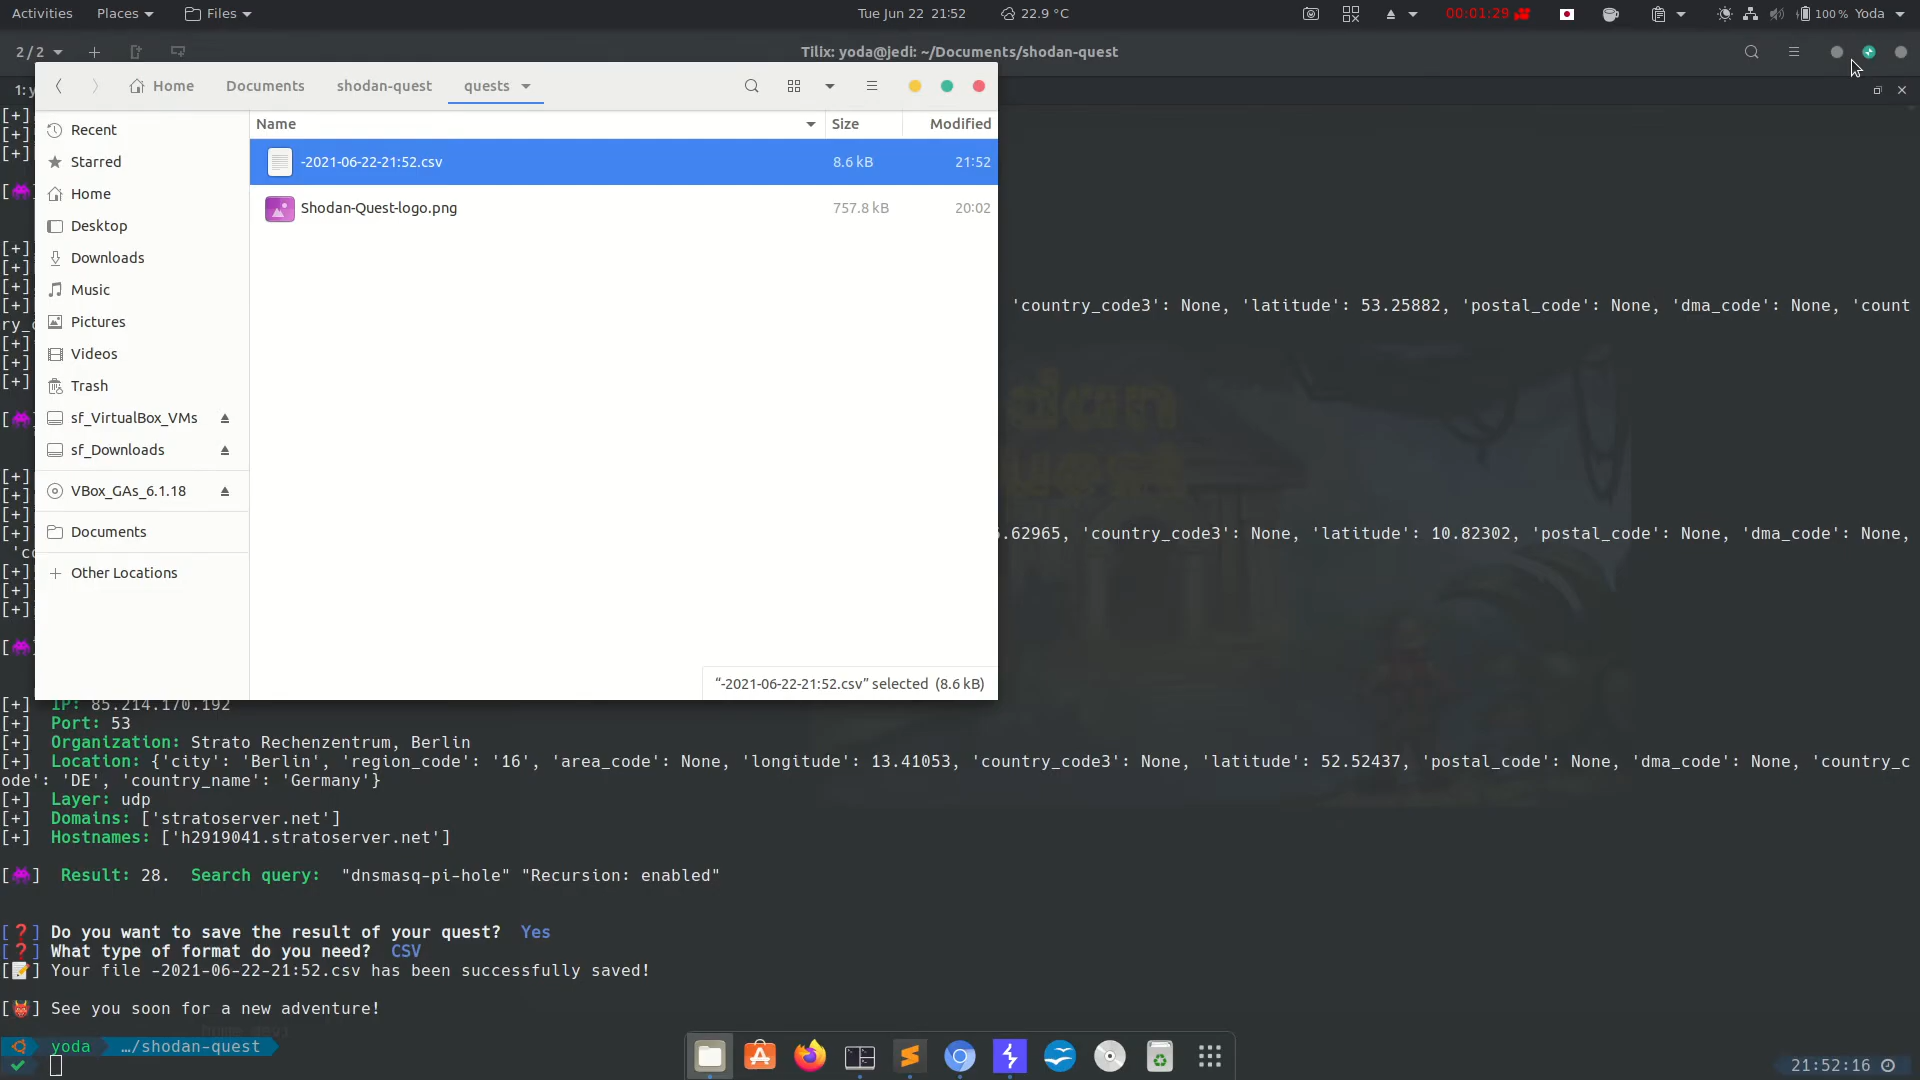 Activities Places Files Tue Jun 22 21:52 22.9 °C 00:01:29 100 % Yoda
2 / 2 Tilix: yoda@jedi: ~/Documents/shodan-quest
Home Documents shodan-quest quests
1: y
Name Size Modified
Recent
Starred
Home
Desktop
Downloads
Music
Pictures
Videos
Trash
sf_VirtualBox_VMs
sf_Downloads
VBox_GAs_6.1.18
Documents
Other Locations
-2021-06-22-21:52.csv 8.6 kB 21:52
Shodan-Quest-logo.png 757.8 kB 20:02
“-2021-06-22-21:52.csv” selected (8.6 kB)
'country_code3': None, 'latitude': 53.25882, 'postal_code': None, 'dma_code': None, 'count
ry_
.62965, 'country_code3': None, 'latitude': 10.82302, 'postal_code': None, 'dma_code': None,
'co
[+] IP: 85.214.170.192
[+] Port: 53
[+] Organization: Strato Rechenzentrum, Berlin
[+] Location: {'city': 'Berlin', 'region_code': '16', 'area_code': None, 'longitude': 13.41053, 'country_code3': None, 'latitude': 52.52437, 'postal_code': None, 'dma_code': None, 'country_c
ode': 'DE', 'country_name': 'Germany'}
[+] Layer: udp
[+] Domains: ['stratoserver.net']
[+] Hostnames: ['h2919041.stratoserver.net']
[👾] Result: 28. Search query: "dnsmasq-pi-hole" "Recursion: enabled"
[❓] Do you want to save the result of your quest? Yes
[❓] What type of format do you need? CSV
[📝] Your file -2021-06-22-21:52.csv has been successfully saved!
[👹] See you soon for a new adventure!
yoda …/shodan-quest
21:52:16